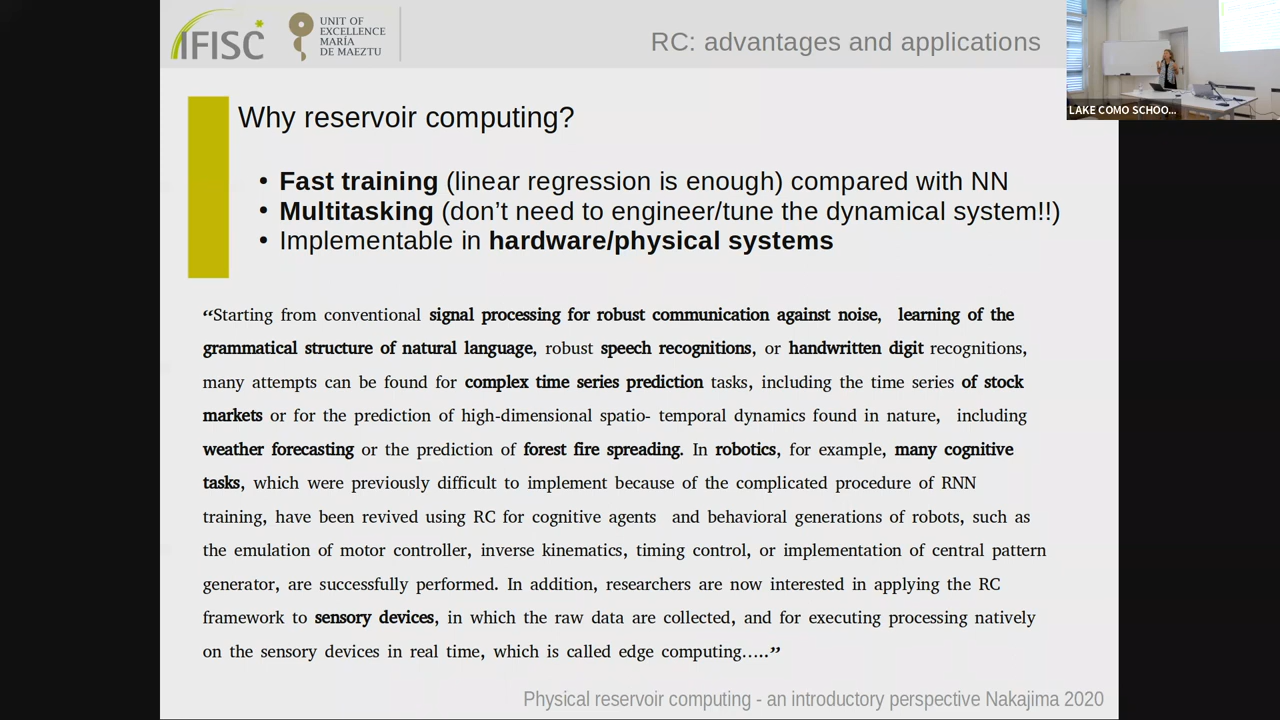 IFISC
UNIT OF
EXCELLENCE
MARÍA
DE MAEZTU
RC: advantages and applications
LAKE COMO SCHOO...
Why reservoir computing?
• Fast training (linear regression is enough) compared with NN
• Multitasking (don't need to engineer/tune the dynamical system!!)
• Implementable in hardware/physical systems
“Starting from conventional signal processing for robust communication against noise, learning of the
grammatical structure of natural language, robust speech recognitions, or handwritten digit recognitions,
many attempts can be found for complex time series prediction tasks, including the time series of stock
markets or for the prediction of high-dimensional spatio- temporal dynamics found in nature, including
weather forecasting or the prediction of forest fire spreading. In robotics, for example, many cognitive
tasks, which were previously difficult to implement because of the complicated procedure of RNN
training, have been revived using RC for cognitive agents and behavioral generations of robots, such as
the emulation of motor controller, inverse kinematics, timing control, or implementation of central pattern
generator, are successfully performed. In addition, researchers are now interested in applying the RC
framework to sensory devices, in which the raw data are collected, and for executing processing natively
on the sensory devices in real time, which is called edge computing…..”
Physical reservoir computing - an introductory perspective Nakajima 2020